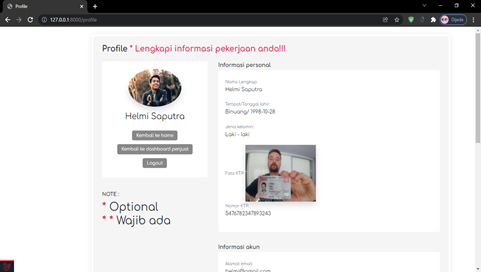 Profile
127.0.0.1:8000/profile
Dijeda
Profile * Lengkapi informasi pekerjaan anda!!!
Helmi Saputra
Kembali ke home
Kembali ke dashboard penjual
Logout
NOTE :
* Optional
* * Wajib ada
Informasi personal
Nama Lengkap:
Helmi Saputra
Tempat/Tanggal lahir:
Binuang/ 1998-10-28
Jenis kelamin:
Laki - laki
Foto KTP:
Nomor KTP:
5476782347893243
Informasi akun
Alamat email:
helmi@gmail.com